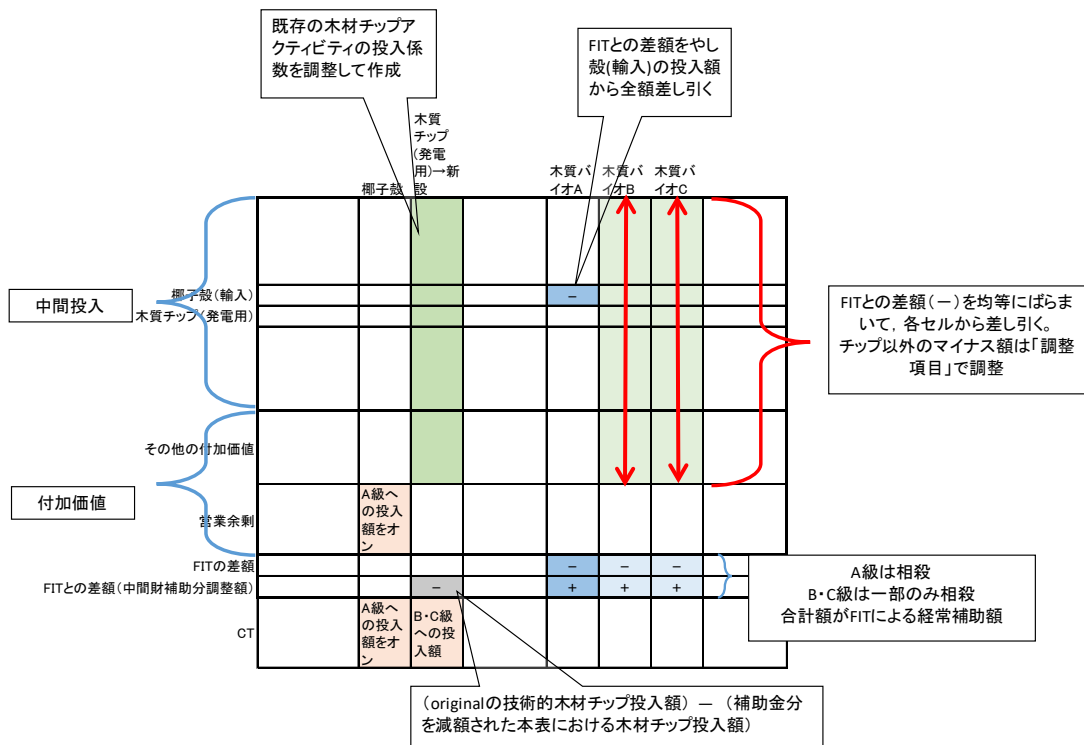 既存の木材チップア
クティビティの投入係
数を調整して作成
FITとの差額をやし
殻(輸入)の投入額
から全額差し引く
木質
チップ
(発電
用)→新
設
椰子殻
木質バ
イオA
木質バ
イオB
木質バ
イオC
中間投入
椰子殻(輸入)
－
木質チップ(発電用)
FITとの差額(－)を均等にばらま
いて，各セルから差し引く。
チップ以外のマイナス額は「調整
項目」で調整
その他の付加価値
付加価値
営業余剰
A級へ
の投入
額をオ
ン
FITの差額
－
－
－
FITとの差額(中間財補助分調整額)
－
＋
＋
＋
A級は相殺
B・C級は一部のみ相殺
合計額がFITによる経常補助額
CT
A級へ
の投入
額をオ
ン
B・C級
への投
入額
(originalの技術的木材チップ投入額) － (補助金分
を減額された本表における木材チップ投入額)